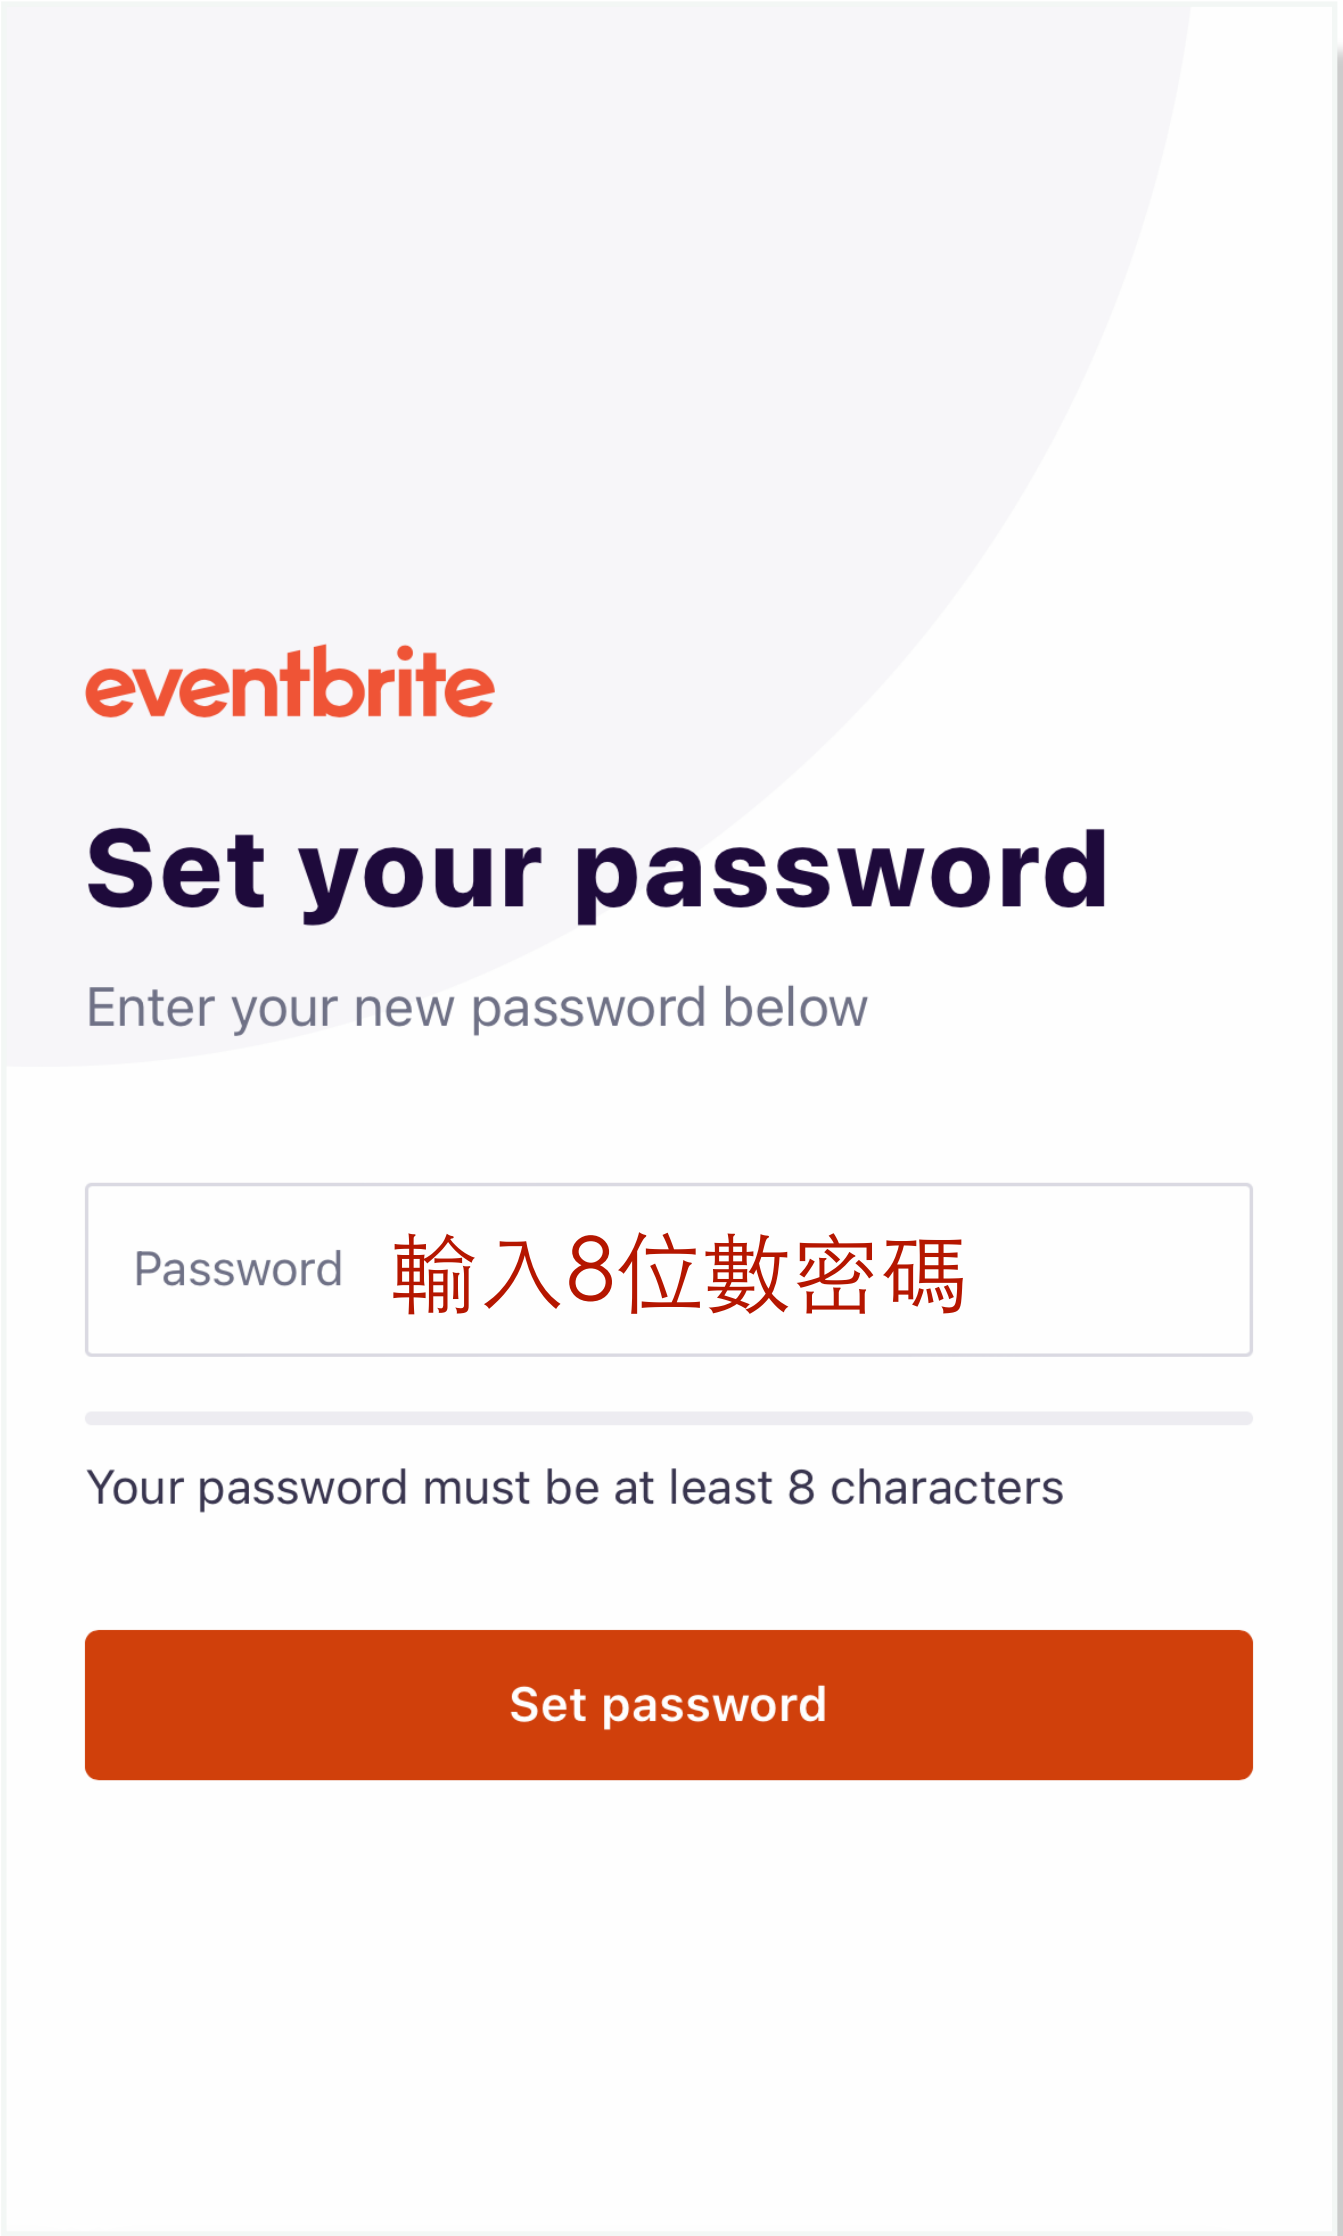 eventbrite
Set your password
Enter your new password below
Password 輸入8位數密碼
Your password must be at least 8 characters
Set password